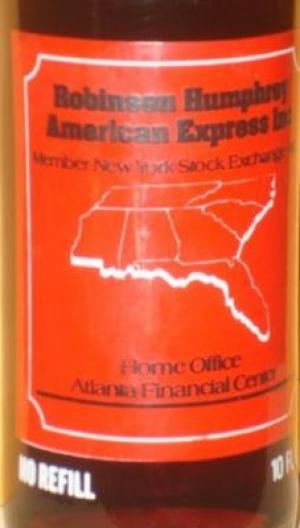 Robinson Humphrey
American Express Inc
Member New York Stock Exchange
Home Office
Atlanta Financial Center
NO REFILL
10 FL